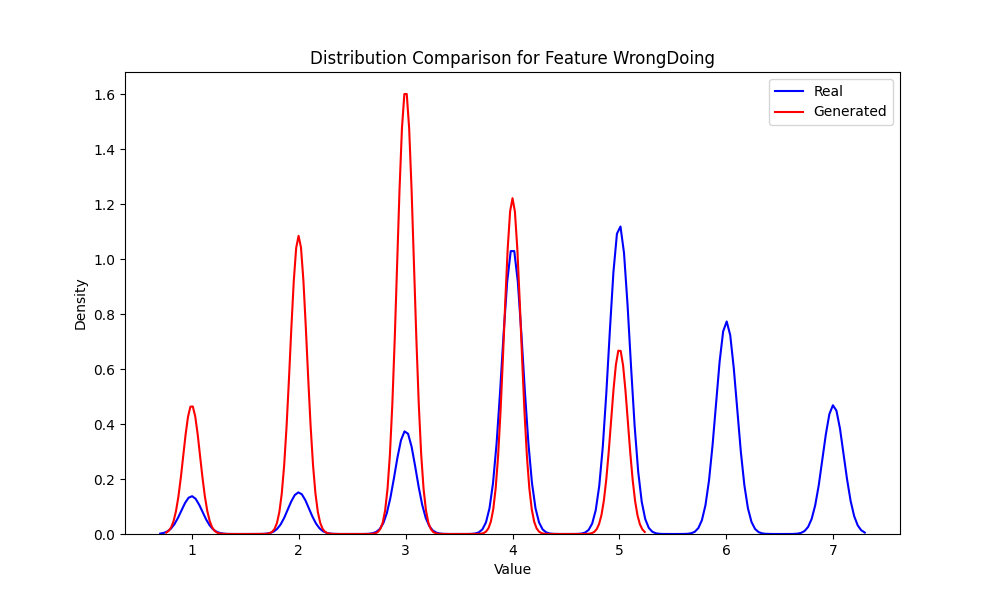 Distribution Comparison for Feature WrongDoing
Real
Generated
Density
1.6
1.4
1.2
1.0
0.8
0.6
0.4
0.2
0.0
1 2 3 4 5 6 7
Value